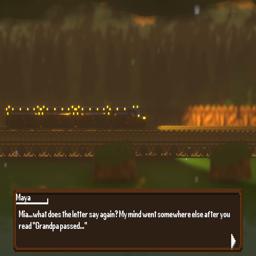 Maya
Mia...what does the letter say again? My mind went somewhere else after you
read "Grandpa passed..."